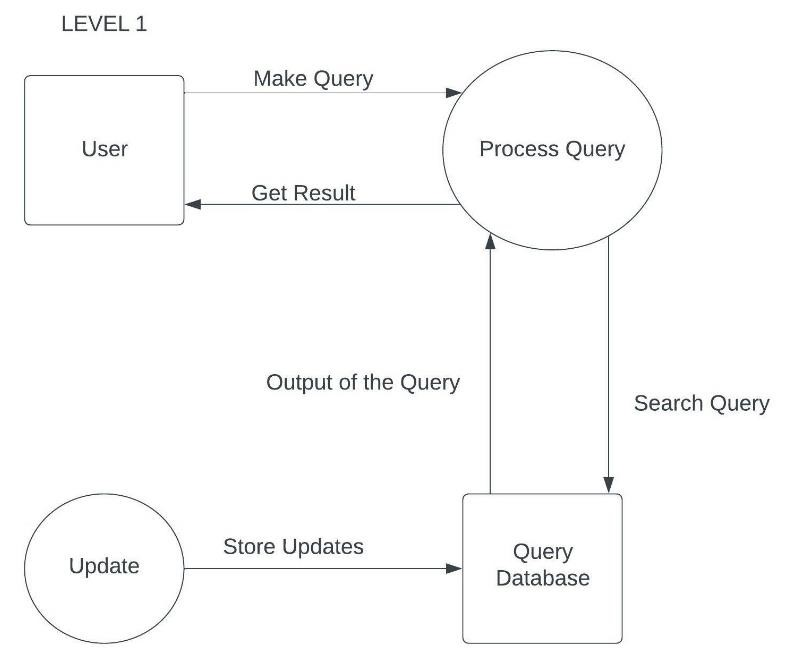 LEVEL 1
Make Query
User
Process Query
Get Result
Output of the Query
Search Query
Store Updates
Update
Query
Database